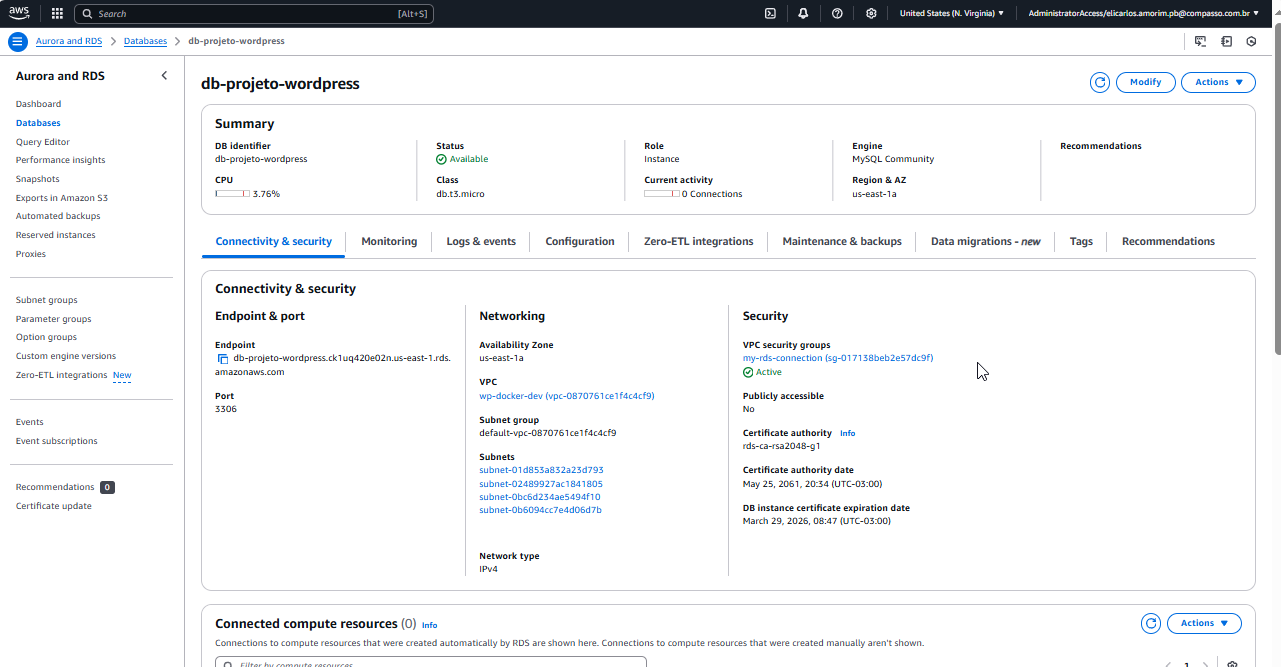 aws
Search
[Alt+S]
United States (N. Virginia)
AdministratorAccess/elicarlos.amorim.pb@compasso.com.br
Aurora and RDS
Databases
db-projeto-wordpress
Aurora and RDS
Dashboard
Databases
Query Editor
Performance insights
Snapshots
Exports in Amazon S3
Automated backups
Reserved instances
Proxies
Subnet groups
Parameter groups
Option groups
Custom engine versions
Zero-ETL integrations New
Events
Event subscriptions
Recommendations 0
Certificate update
db-projeto-wordpress
Modify
Actions
Summary
DB identifier
db-projeto-wordpress
CPU
3.76%
Status
Available
Class
db.t3.micro
Role
Instance
Current activity
0 Connections
Engine
MySQL Community
Region & AZ
us-east-1a
Recommendations
Connectivity & security
Monitoring
Logs & events
Configuration
Zero-ETL integrations
Maintenance & backups
Data migrations - new
Tags
Recommendations
Connectivity & security
Endpoint & port
Endpoint
db-projeto-wordpress.ck1uq420e02n.us-east-1.rds.
amazonaws.com
Port
3306
Networking
Availability Zone
us-east-1a
VPC
wp-docker-dev (vpc-0870761ce1f4c4cf9)
Subnet group
default-vpc-0870761ce1f4c4cf9
Subnets
subnet-01d853a832a23d793
subnet-02489927ac1841805
subnet-0bc6d234ae5494f10
subnet-0b6094cc7e4d06d7b
Network type
IPv4
Security
VPC security groups
my-rds-connection (sg-017138beb2e57dc9f)
Active
Publicly accessible
No
Certificate authority Info
rds-ca-rsa2048-g1
Certificate authority date
May 25, 2061, 20:34 (UTC-03:00)
DB instance certificate expiration date
March 29, 2026, 08:47 (UTC-03:00)
Connected compute resources (0) Info
Actions
Connections to compute resources that were created automatically by RDS are shown here. Connections to compute resources that were created manually aren't shown.
Filter by compute resources
1